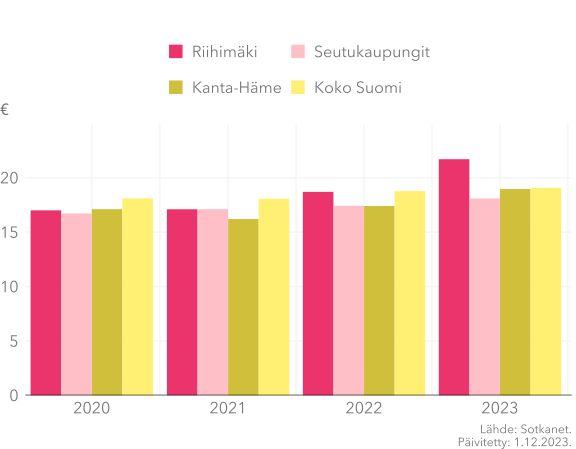 Riihimäki Seutukaupungit
Kanta-Häme Koko Suomi
€
20
15
10
5
0
2020 2021 2022 2023
Lähde: Sotkanet.
Päivitetty: 1.12.2023.